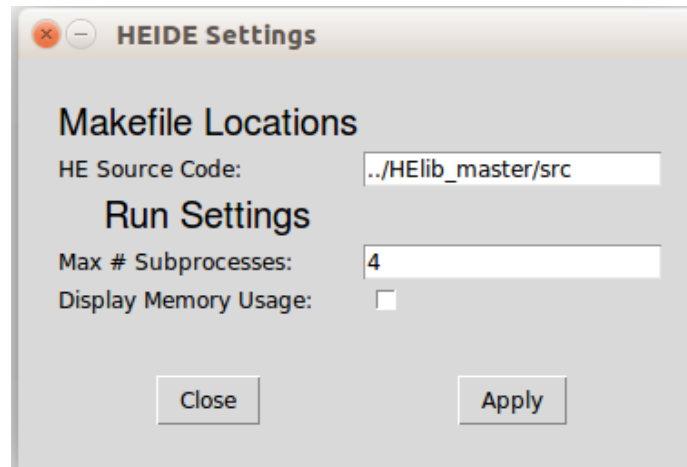 HEIDE Settings
Makefile Locations
HE Source Code: ../HElib_master/src
Run Settings
Max # Subprocesses: 4
Display Memory Usage:
Close Apply